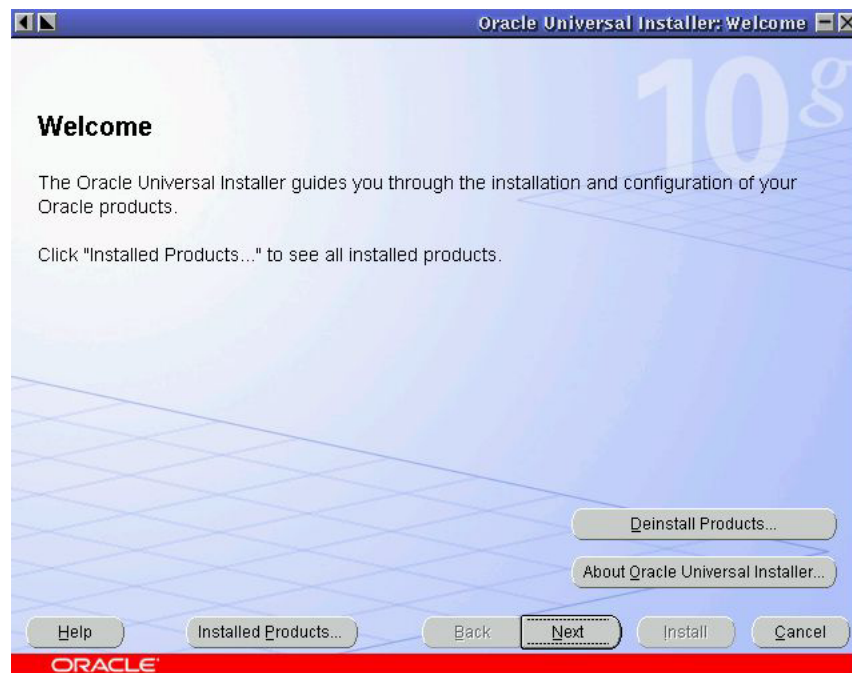 Oracle Universal Installer: Welcome
10g
Welcome
The Oracle Universal Installer guides you through the installation and configuration of your
Oracle products.
Click "Installed Products..." to see all installed products.
Deinstall Products...
About Oracle Universal Installer...
Help Installed Products... Back Next Install Cancel
ORACLE